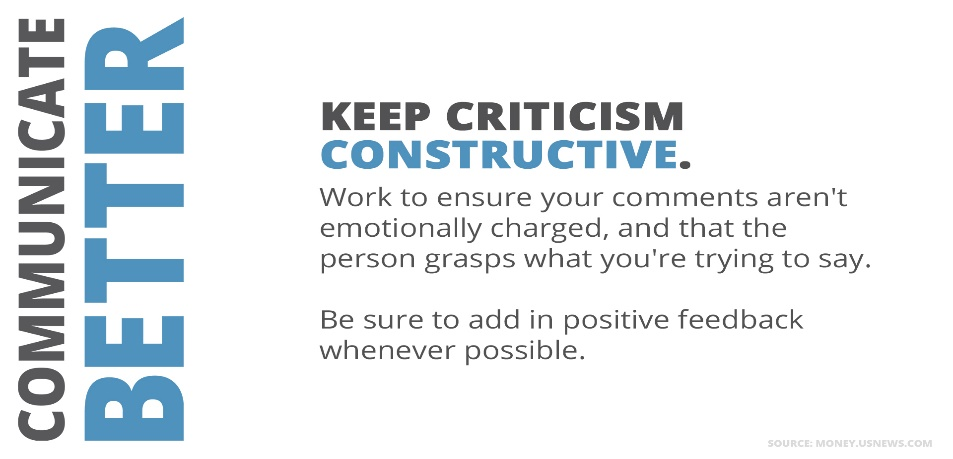 COMMUNICATE
BETTER
KEEP CRITICISM
CONSTRUCTIVE.
Work to ensure your comments aren't
emotionally charged, and that the
person grasps what you're trying to say.
Be sure to add in positive feedback
whenever possible.
SOURCE: MONEY.USNEWS.COM